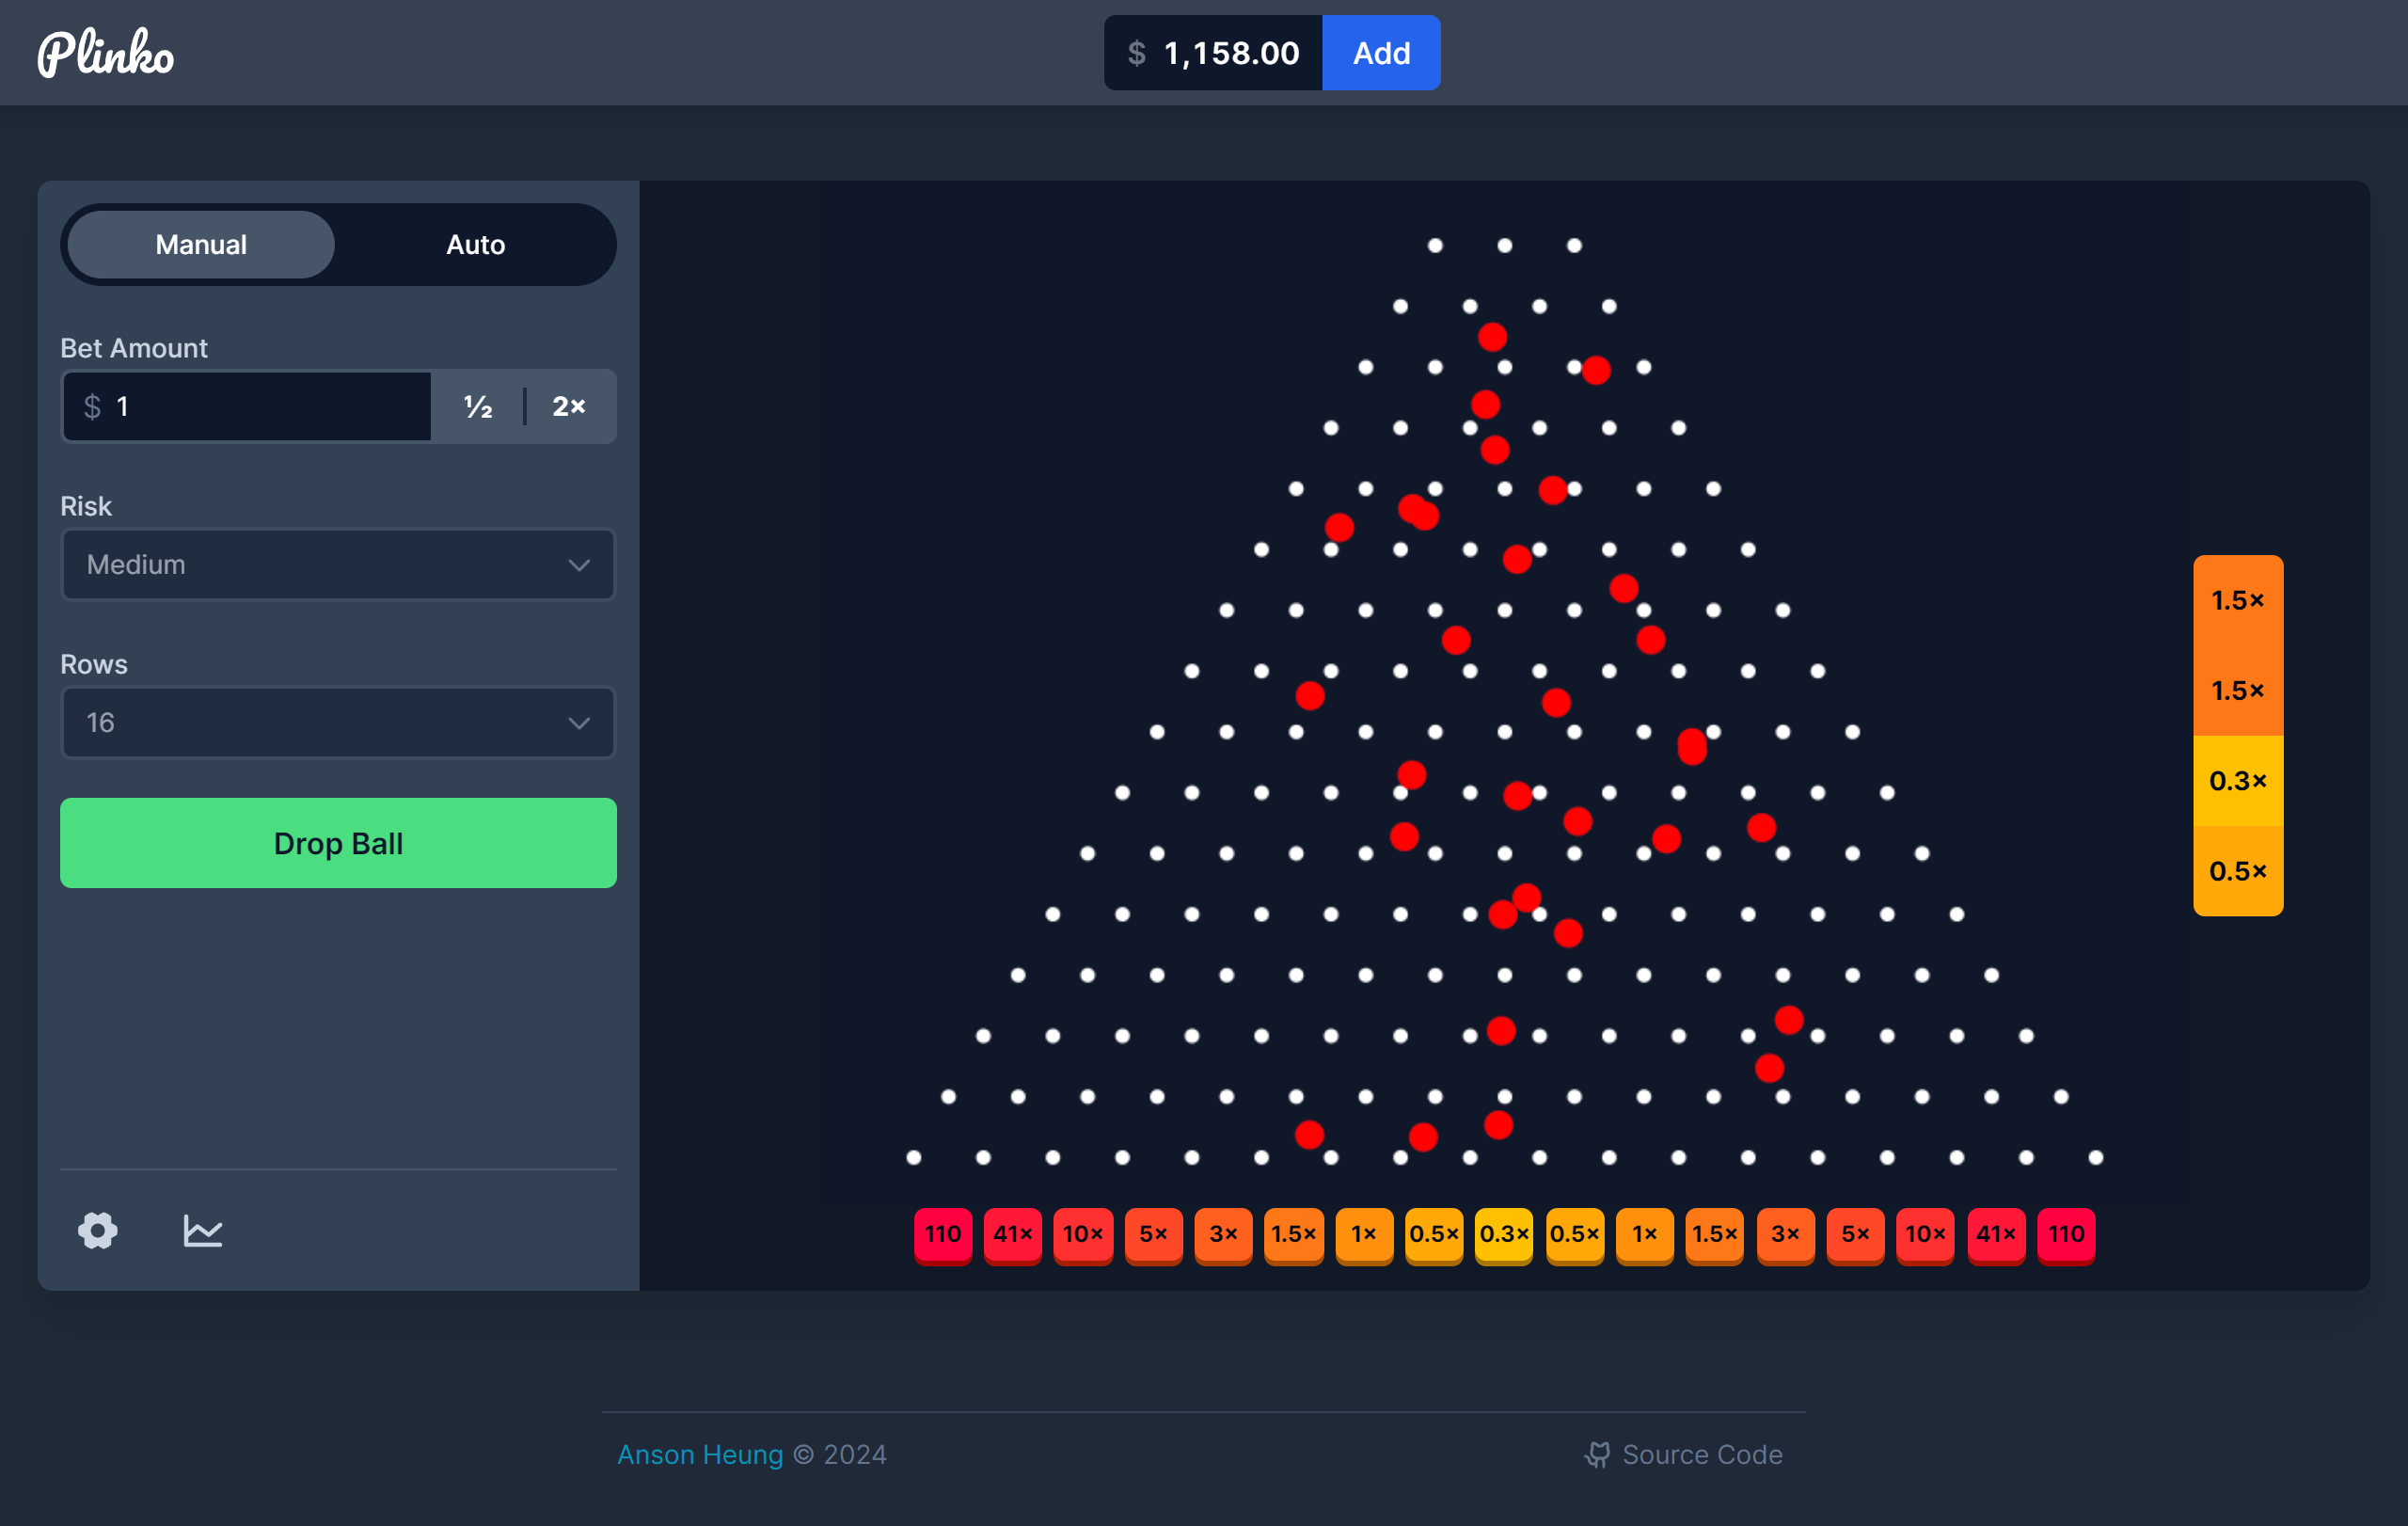 Plinko
$ 1,158.00 Add
Manual Auto
Bet Amount
$ 1 ½ 2×
Risk
Medium
Rows
16
Drop Ball
1.5×
1.5×
0.3×
0.5×
110 41× 10× 5× 3× 1.5× 1× 0.5× 0.3× 0.5× 1× 1.5× 3× 5× 10× 41× 110
Anson Heung © 2024
Source Code